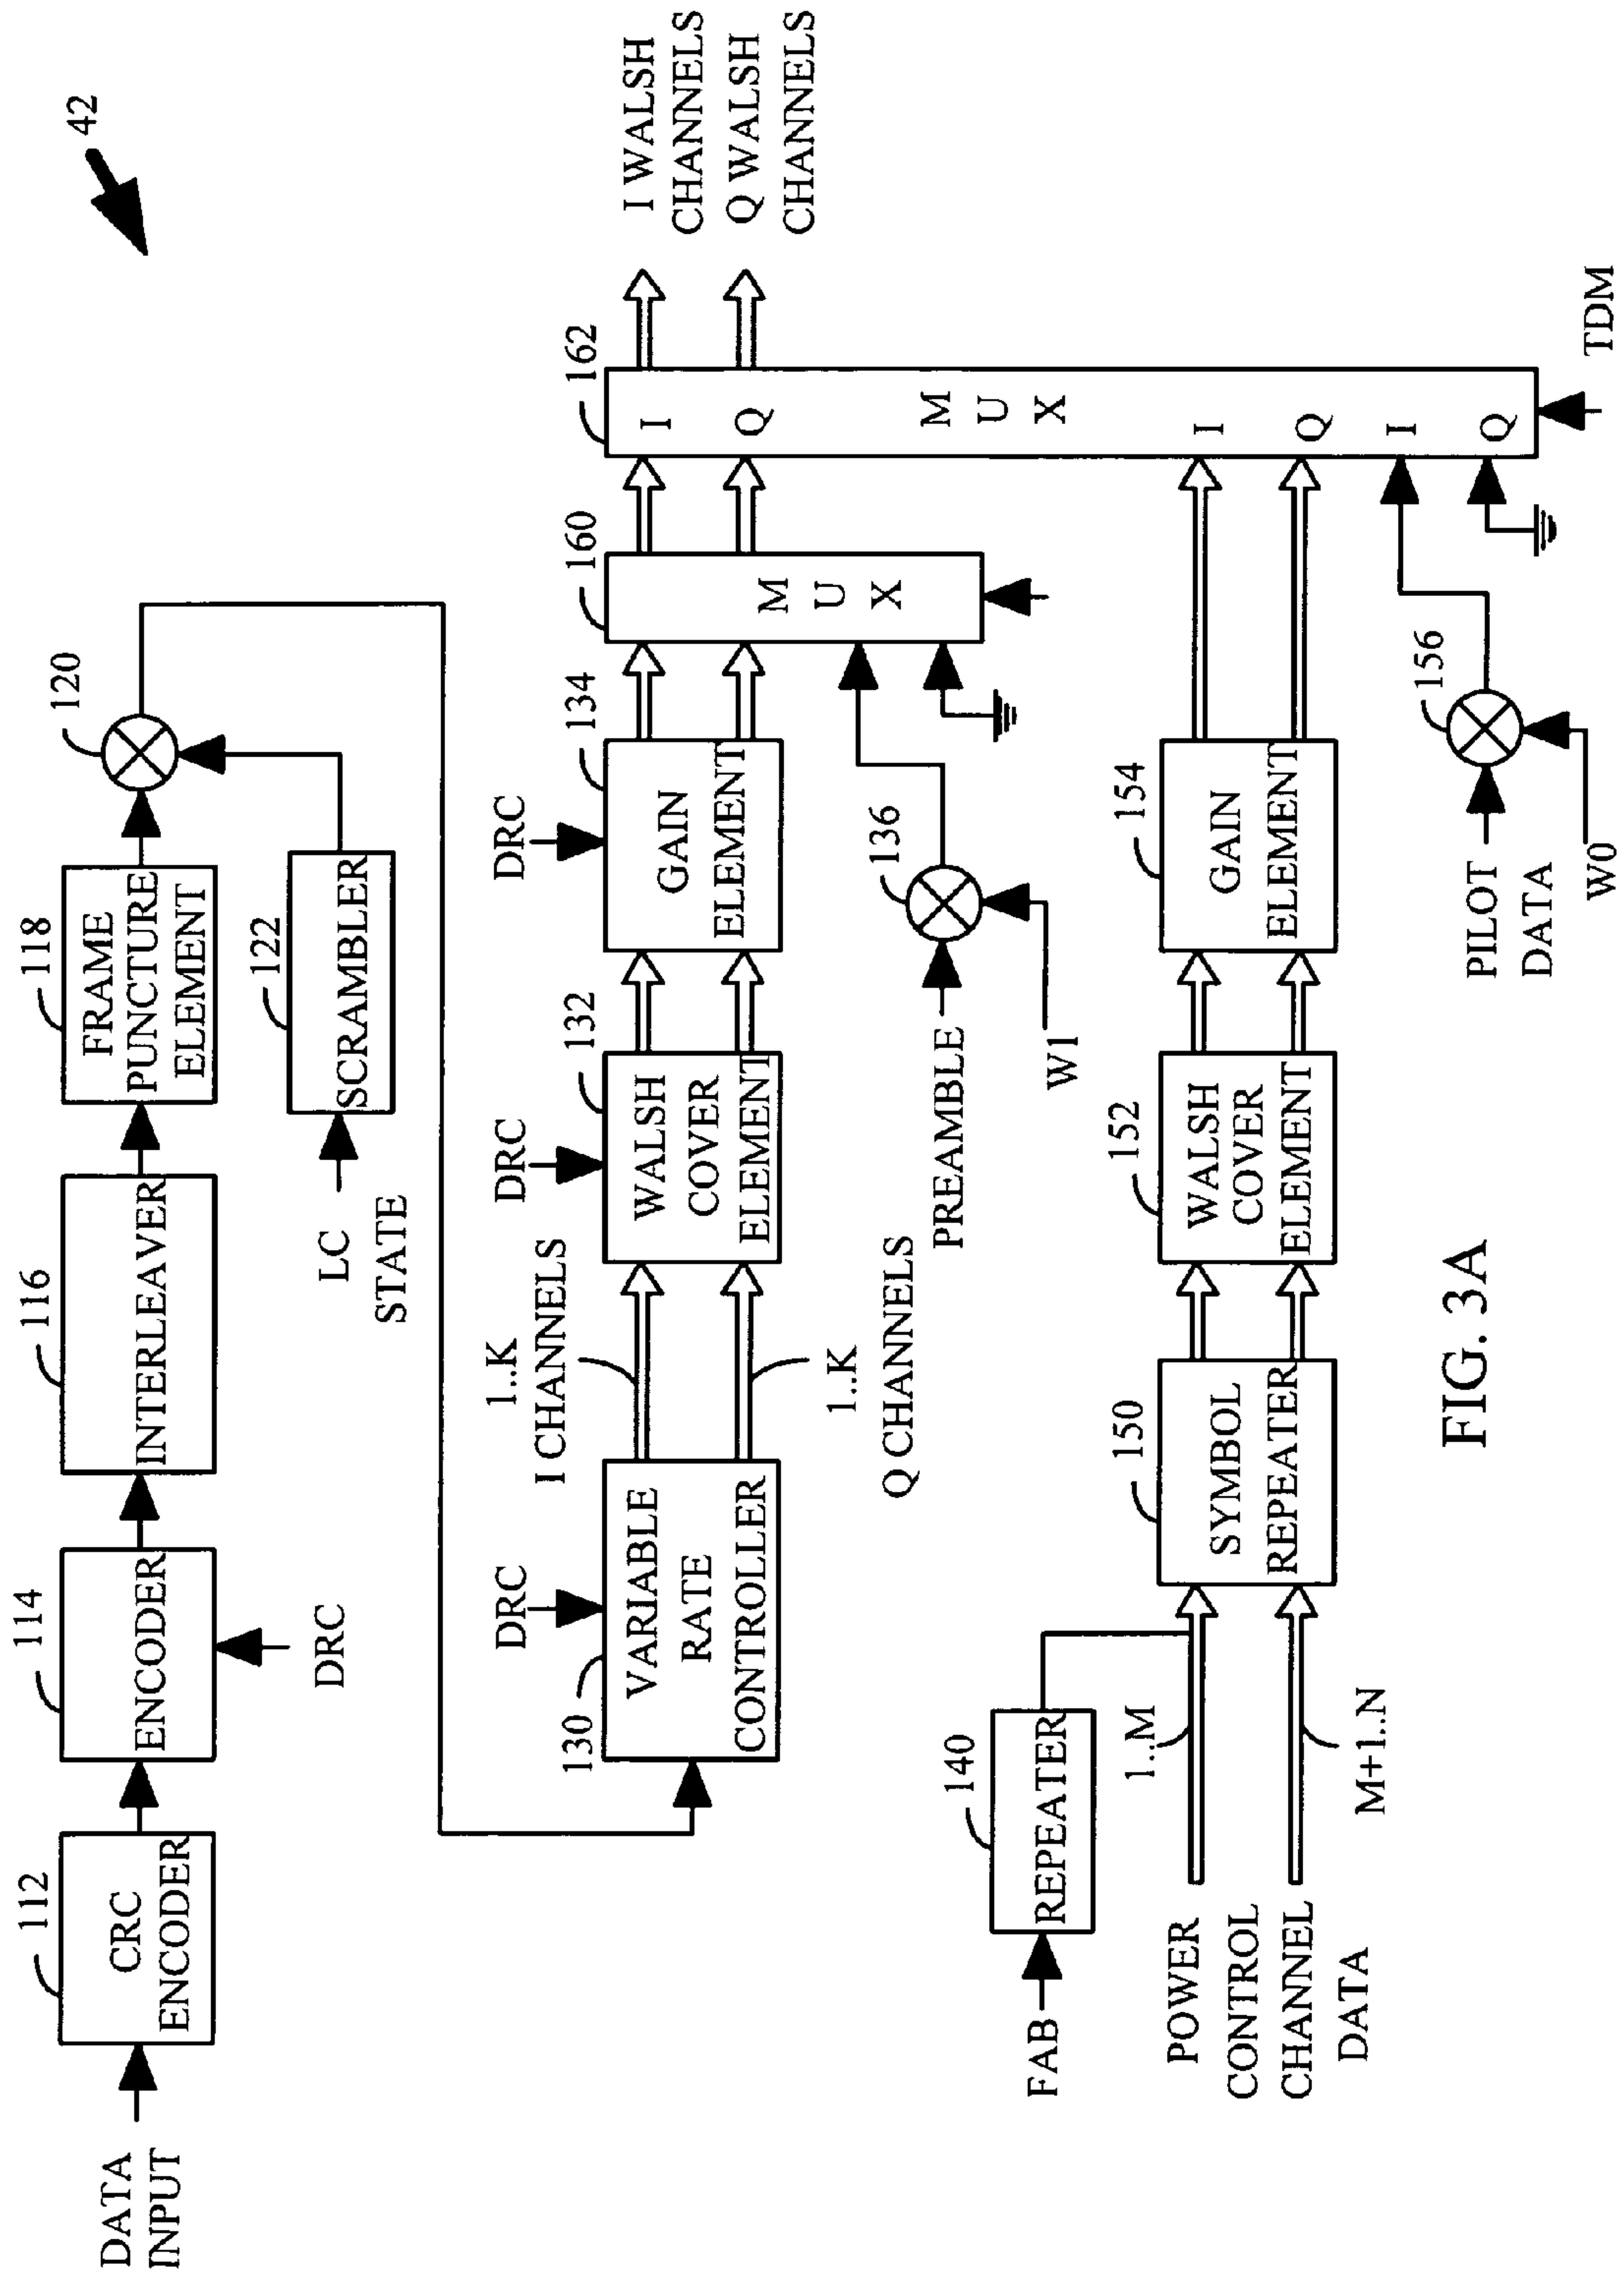 42
112
CRC
ENCODER
DATA
INPUT
114
ENCODER
DRC
116
INTERLEAVER
118
FRAME
PUNCTURE
ELEMENT
120
122
SCRAMBLER
LC
STATE
DRC
130
VARIABLE
RATE
CONTROLLER
1..K
I CHANNELS
1..K
Q CHANNELS
DRC
132
WALSH
COVER
ELEMENT
DRC
134
GAIN
ELEMENT
PREAMBLE
136
W1
160
MUX
162
I
Q
MUX
I
Q
I
Q
I WALSH
CHANNELS
Q WALSH
CHANNELS
TDM
FAB
140
REPEATER
POWER
CONTROL
CHANNEL
DATA
1..M
M+1..N
150
SYMBOL
REPEATER
152
WALSH
COVER
ELEMENT
154
GAIN
ELEMENT
PILOT
DATA
156
W0
FIG. 3A